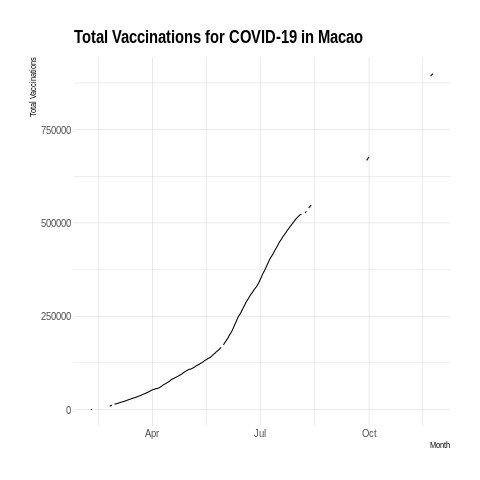 Total Vaccinations for COVID-19 in Macao
Total Vaccinations
750000
500000
250000
0
Apr Jul Oct
Month